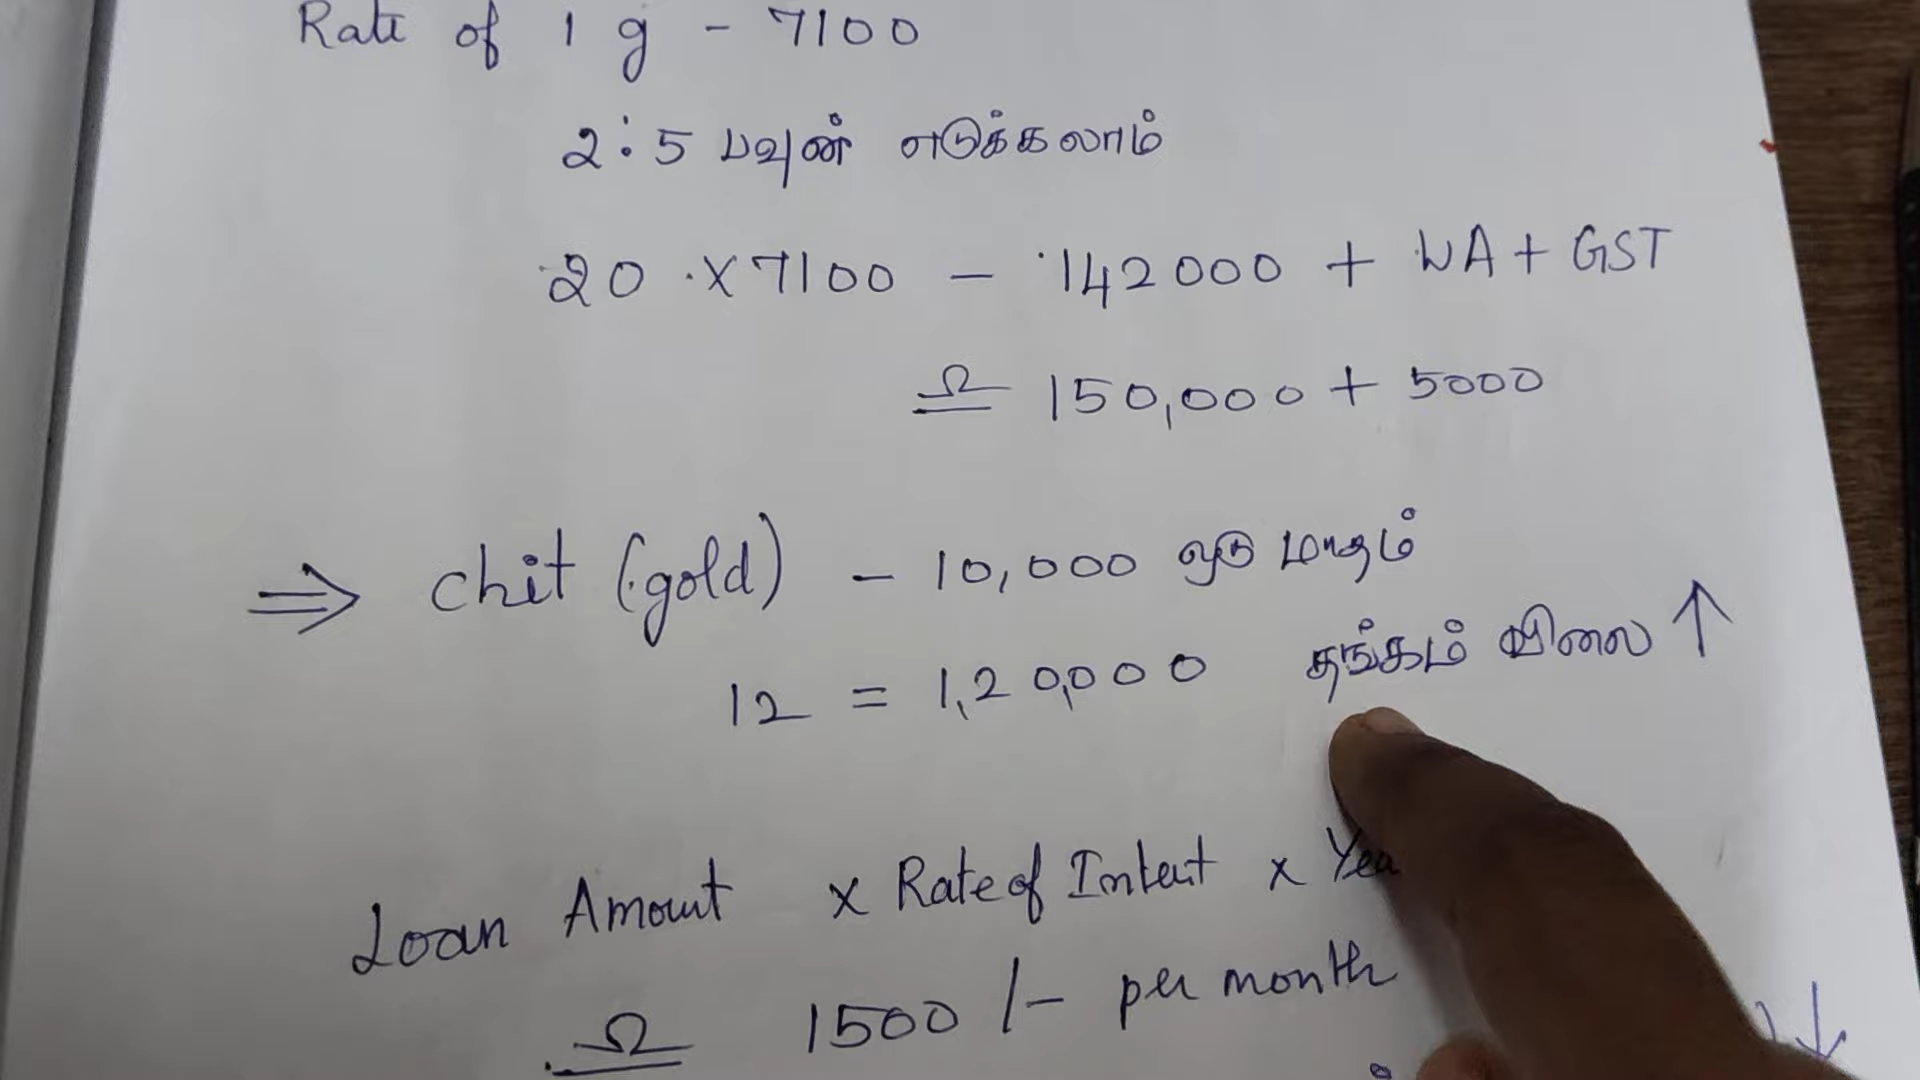 Rate of 1 g - 7100
2:5 பவுன் எடுக்கலாம்
20 x 7100 - 142000 + WA + GST
≏ 150,000 + 5000
⇒ chit (gold) - 10,000 ஒரு மாதம்
12 = 1,20,000 தங்கம் விலை ↑
Loan Amount x Rate of Interest x
≏ 1500 /- per month